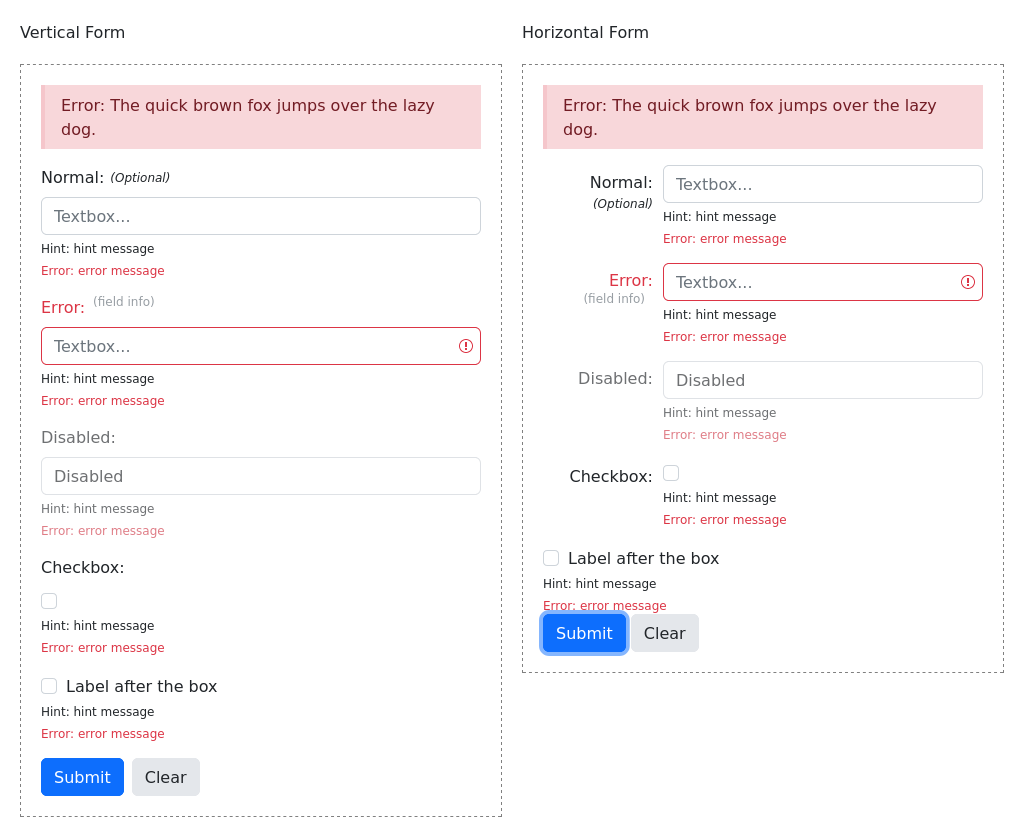 Vertical Form
Error: The quick brown fox jumps over the lazy
dog.
Normal: (Optional)
Textbox...
Hint: hint message
Error: error message
Error: (field info)
Textbox...
Hint: hint message
Error: error message
Disabled:
Disabled
Hint: hint message
Error: error message
Checkbox:
Hint: hint message
Error: error message
Label after the box
Hint: hint message
Error: error message
Submit Clear
Horizontal Form
Error: The quick brown fox jumps over the lazy
dog.
Normal: Textbox...
(Optional)
Hint: hint message
Error: error message
Error: Textbox...
(field info)
Hint: hint message
Error: error message
Disabled: Disabled
Hint: hint message
Error: error message
Checkbox:
Hint: hint message
Error: error message
Label after the box
Hint: hint message
Error: error message
Submit Clear